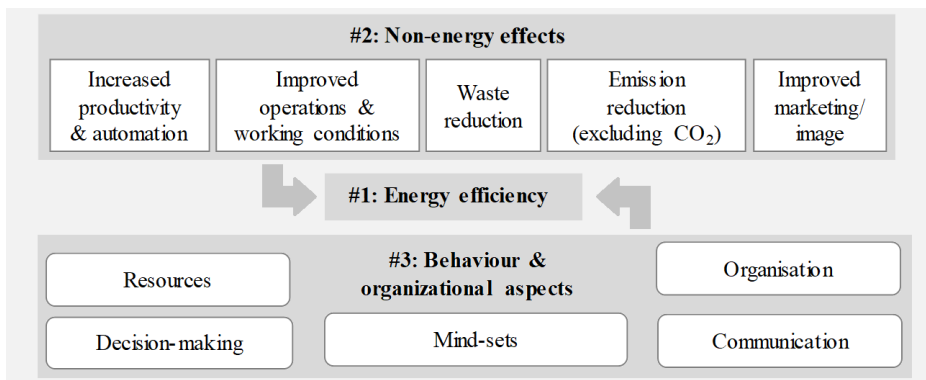 #2: Non-energy effects
Increased
productivity
& automation
Improved
operations &
working conditions
Waste
reduction
Emission
reduction
(excluding CO₂)
Improved
marketing/
image
#1: Energy efficiency
#3: Behaviour &
organizational aspects
Resources
Organisation
Decision-making
Mind-sets
Communication